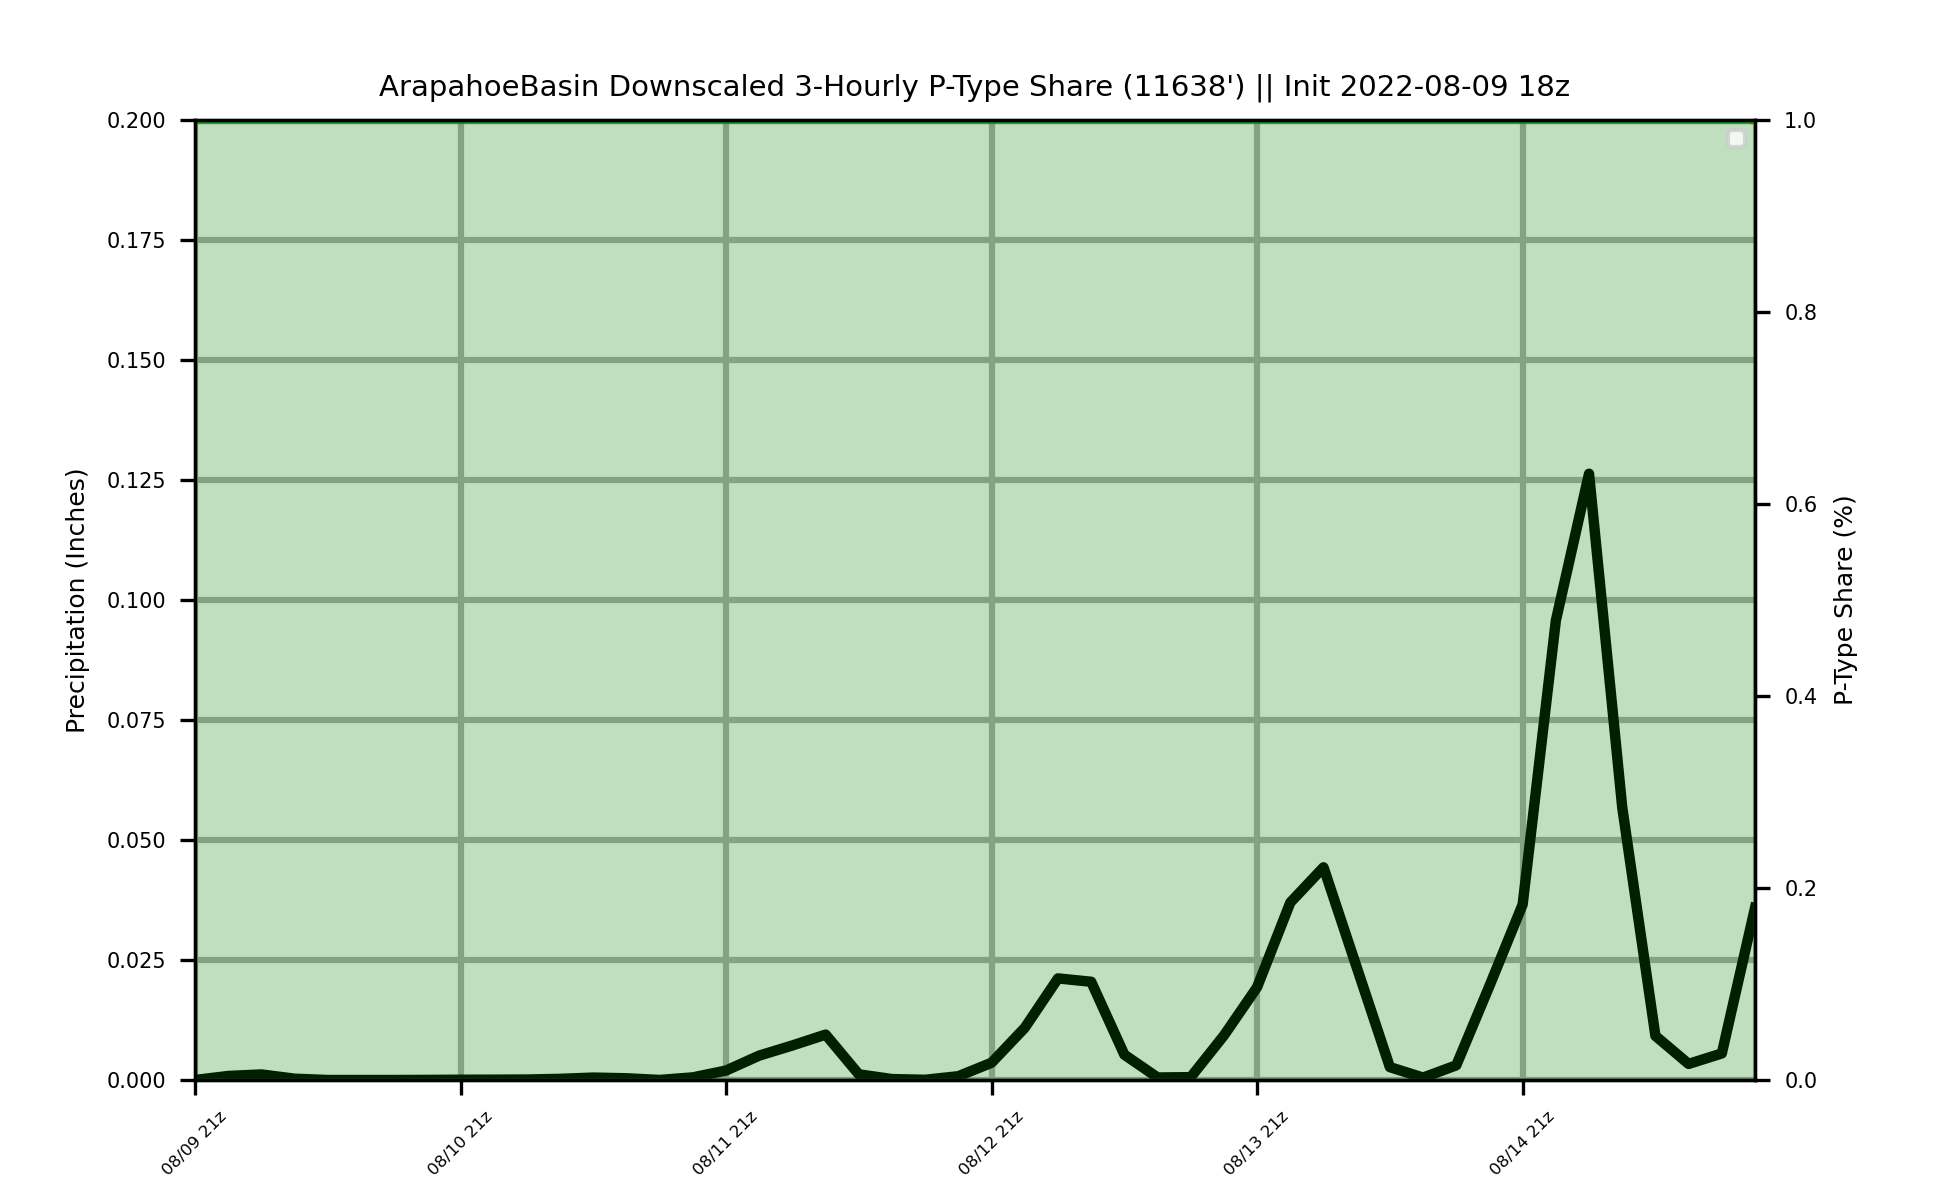 ArapahoeBasin Downscaled 3-Hourly P-Type Share (11638') || Init 2022-08-09 18z
0.200
0.175
0.150
0.125
0.100
0.075
0.050
0.025
0.000
Precipitation (Inches)
1.0
0.8
0.6
0.4
0.2
0.0
P-Type Share (%)
08/09 21z
08/10 21z
08/11 21z
08/12 21z
08/13 21z
08/14 21z